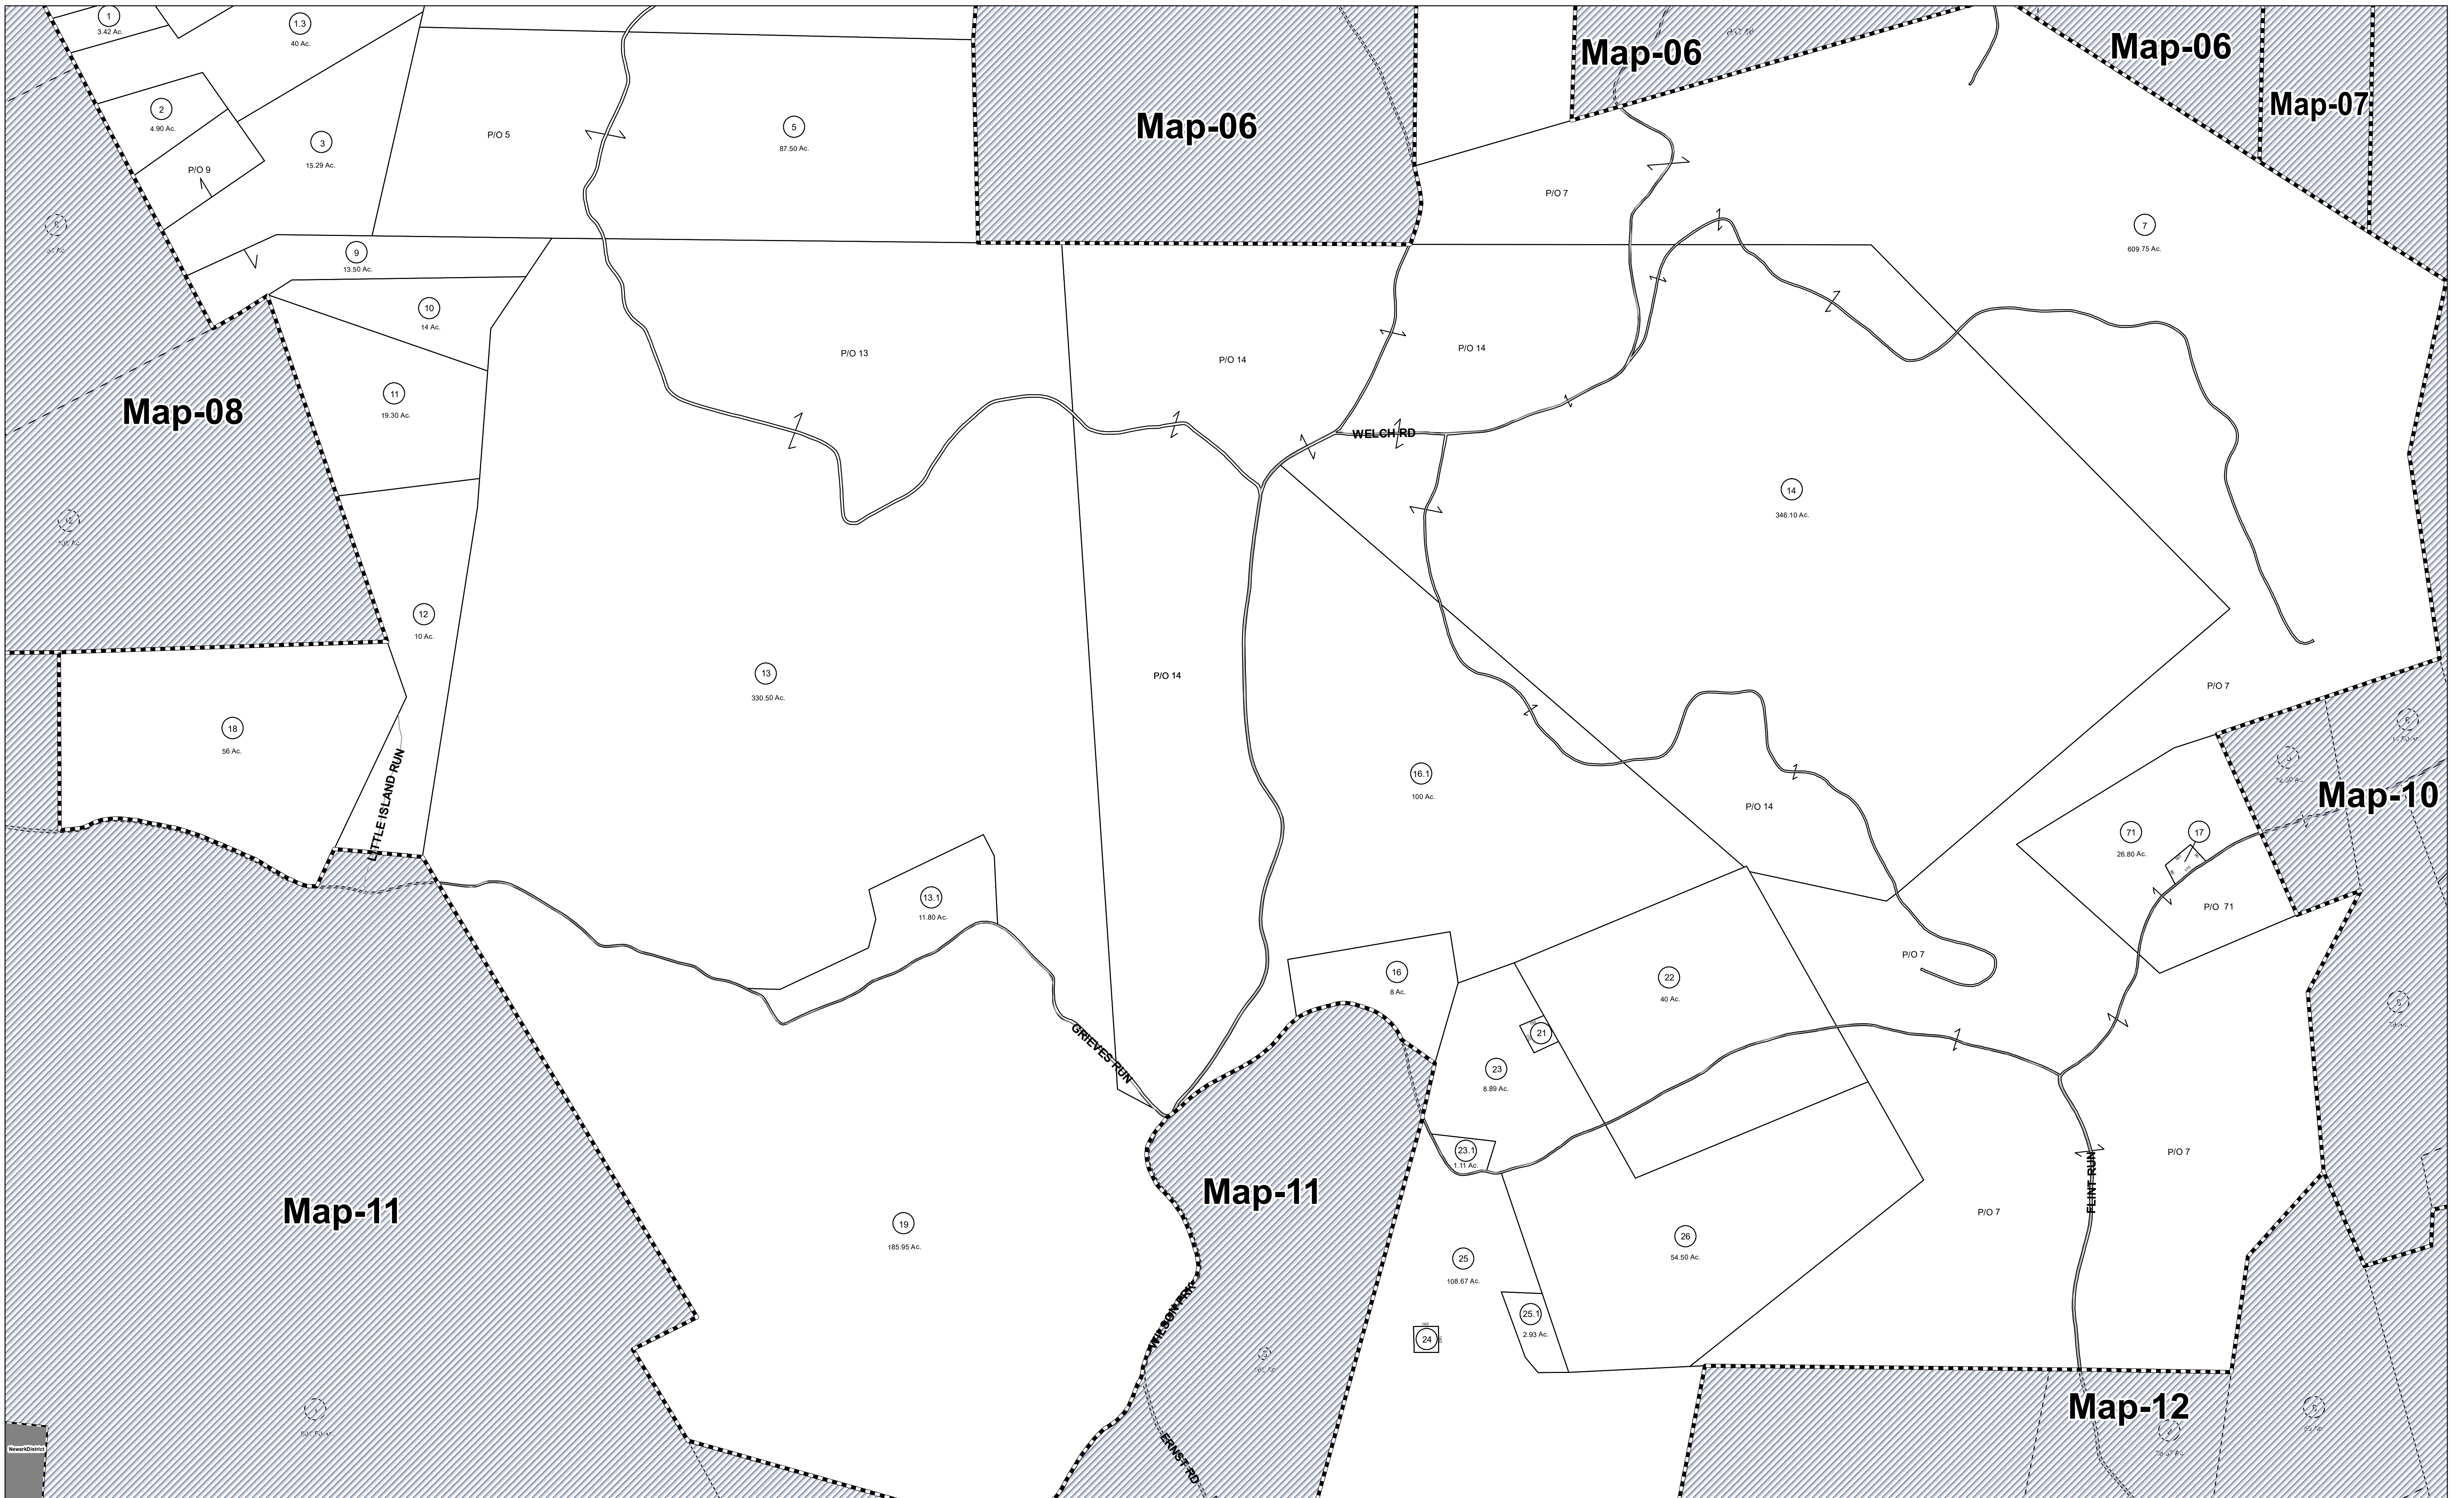 1
3.42 Ac.
1.3
40 Ac.
Map-06
Map-06
Map-06
Map-07
2
4.90 Ac.
P/O 9
3
15.29 Ac.
P/O 5
5
87.50 Ac.
P/O 7
7
609.75 Ac.
9
13.50 Ac.
10
14 Ac.
11
19.30 Ac.
Map-08
P/O 13
P/O 14
P/O 14
WELCH RD
14
346.10 Ac.
12
10 Ac.
13
330.50 Ac.
P/O 14
P/O 7
18
56 Ac.
LITTLE ISLAND RUN
16.1
100 Ac.
P/O 14
Map-10
71
26.80 Ac.
17
P/O 71
13.1
11.80 Ac.
16
8 Ac.
22
40 Ac.
P/O 7
GRIEVES RUN
21
23
8.89 Ac.
23.1
1.11 Ac.
P/O 7
FLINT RUN
Map-11
Map-11
19
185.95 Ac.
P/O 7
26
54.50 Ac.
25
108.67 Ac.
25.1
2.93 Ac.
24
WILSON PRK
Map-12
ERNST RD
NewarkDistrict